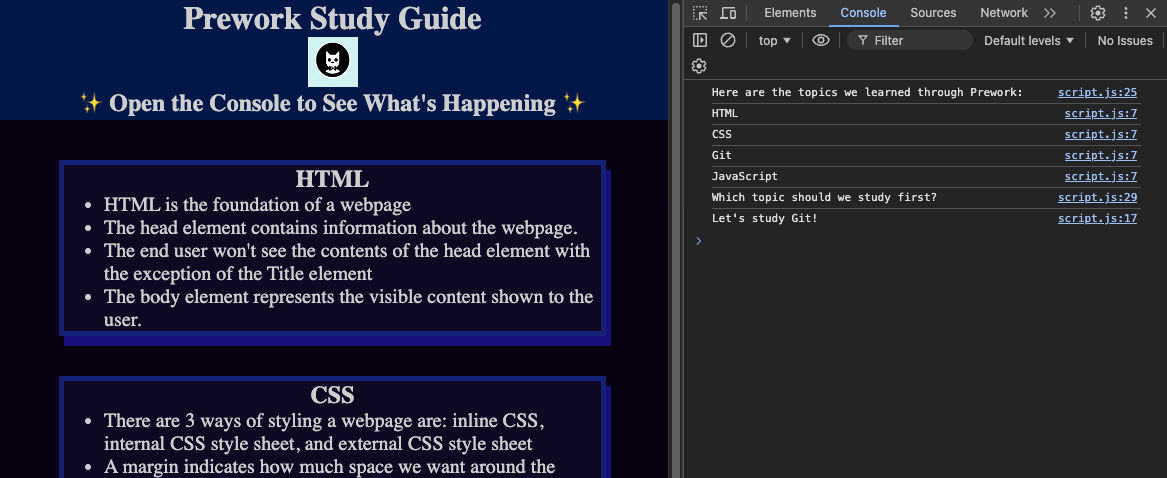 Prework Study Guide
✨ Open the Console to See What's Happening ✨
HTML
• HTML is the foundation of a webpage
• The head element contains information about the webpage.
• The end user won't see the contents of the head element with
the exception of the Title element
• The body element represents the visible content shown to the
user.
CSS
• There are 3 ways of styling a webpage are: inline CSS,
internal CSS style sheet, and external CSS style sheet
• A margin indicates how much space we want around the
Elements Console Sources Network
top Filter Default levels No Issues
Here are the topics we learned through Prework: script.js:25
HTML script.js:7
CSS script.js:7
Git script.js:7
JavaScript script.js:7
Which topic should we study first? script.js:29
Let's study Git! script.js:17